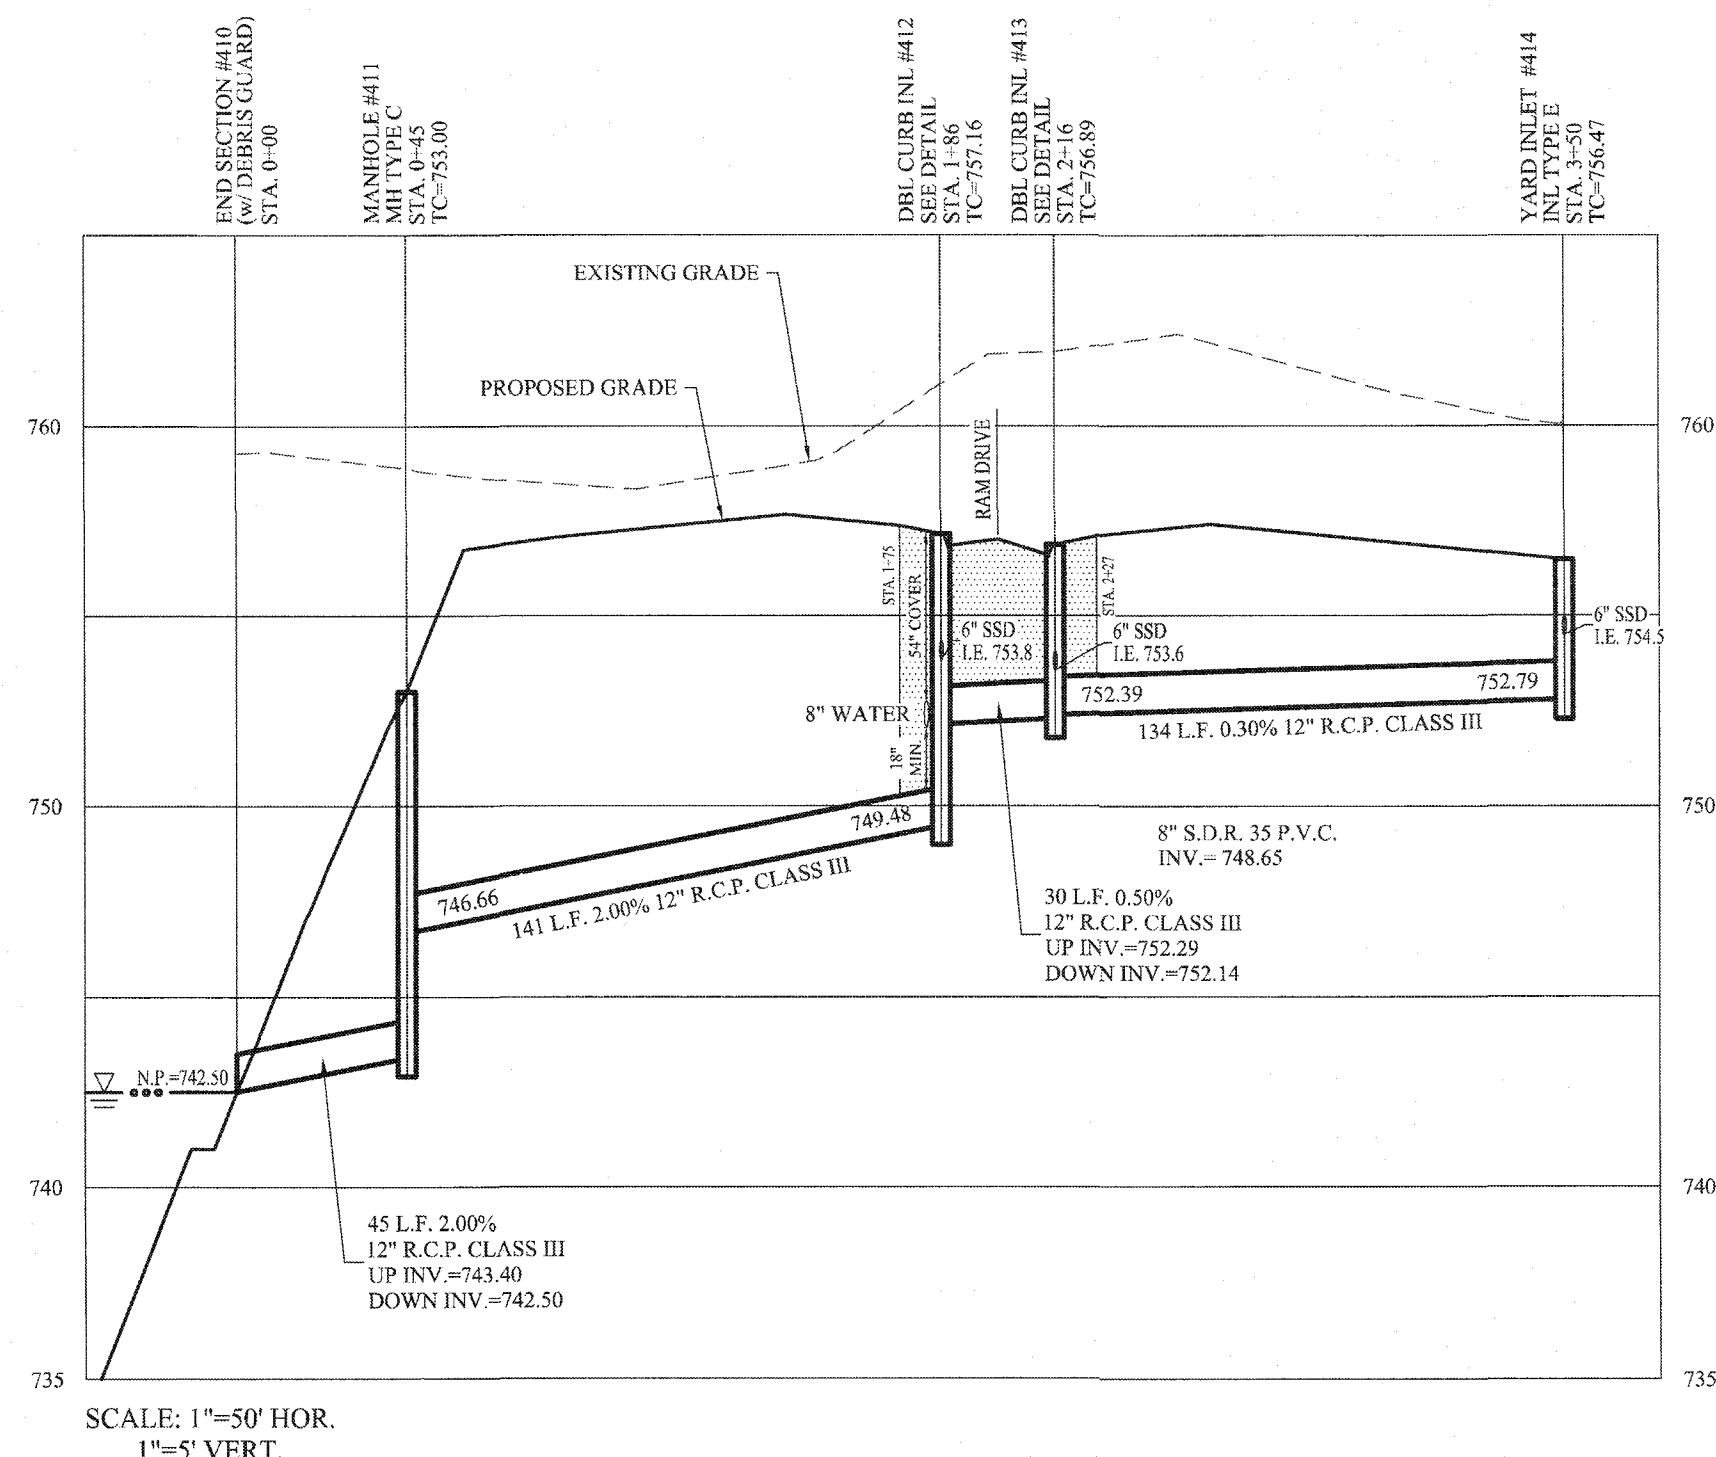 END SECTION #410
(w/ DEBRIS GUARD)
STA. 0+00
MANHOLE #411
MH TYPE C
STA. 0+45
TC=753.00
DBL CURB INL #412
SEE DETAIL
STA. 1+86
TC=757.16
DBL CURB INL #413
SEE DETAIL
STA. 2+16
TC=756.89
YARD INLET #414
INL TYPE E
STA. 3+50
TC=756.47
EXISTING GRADE
PROPOSED GRADE
RAM DRIVE
760
760
STA. 1+75
54" COVER
STA. 2+27
6" SSD
I.E. 753.8
6" SSD
I.E. 753.6
6" SSD
I.E. 754.5
8" WATER
18"
MIN.
752.39
752.79
134 L.F. 0.30% 12" R.C.P. CLASS III
750
750
749.48
746.66
141 L.F. 2.00% 12" R.C.P. CLASS III
8" S.D.R. 35 P.V.C.
INV.= 748.65
30 L.F. 0.50%
12" R.C.P. CLASS III
UP INV.=752.29
DOWN INV.=752.14
N.P.=742.50
740
740
45 L.F. 2.00%
12" R.C.P. CLASS III
UP INV.=743.40
DOWN INV.=742.50
735
735
SCALE: 1"=50' HOR.
1"=5' VERT.